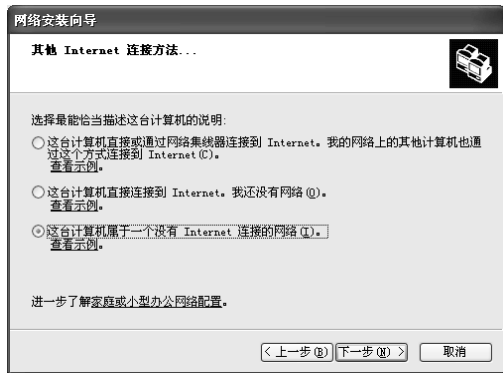 网络安装向导
其他 Internet 连接方法...
选择最能恰当描述这台计算机的说明:
这台计算机直接或通过网络集线器连接到 Internet。我的网络上的其他计算机也通
过这个方式连接到 Internet(C)。
查看示例。
这台计算机直接连接到 Internet。我还没有网络(O)。
查看示例。
这台计算机属于一个没有 Internet 连接的网络(I)。
查看示例。
进一步了解家庭或小型办公网络配置。
< 上一步(B) 下一步(N) > 取消